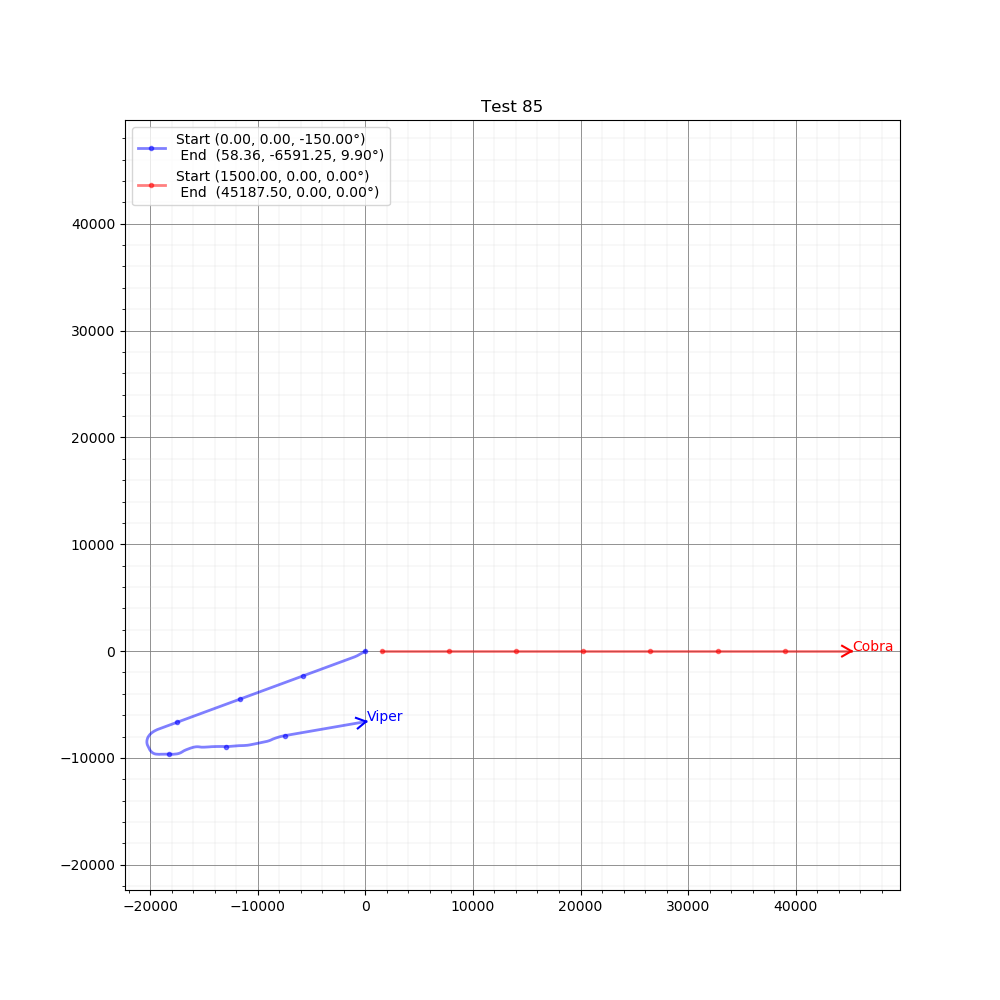 Test 85
Start (0.00, 0.00, -150.00°)
End  (58.36, -6591.25, 9.90°)
Start (1500.00, 0.00, 0.00°)
End  (45187.50, 0.00, 0.00°)
40000
30000
20000
10000
0
−10000
−20000
Cobra
Viper
−20000
−10000
0
10000
20000
30000
40000